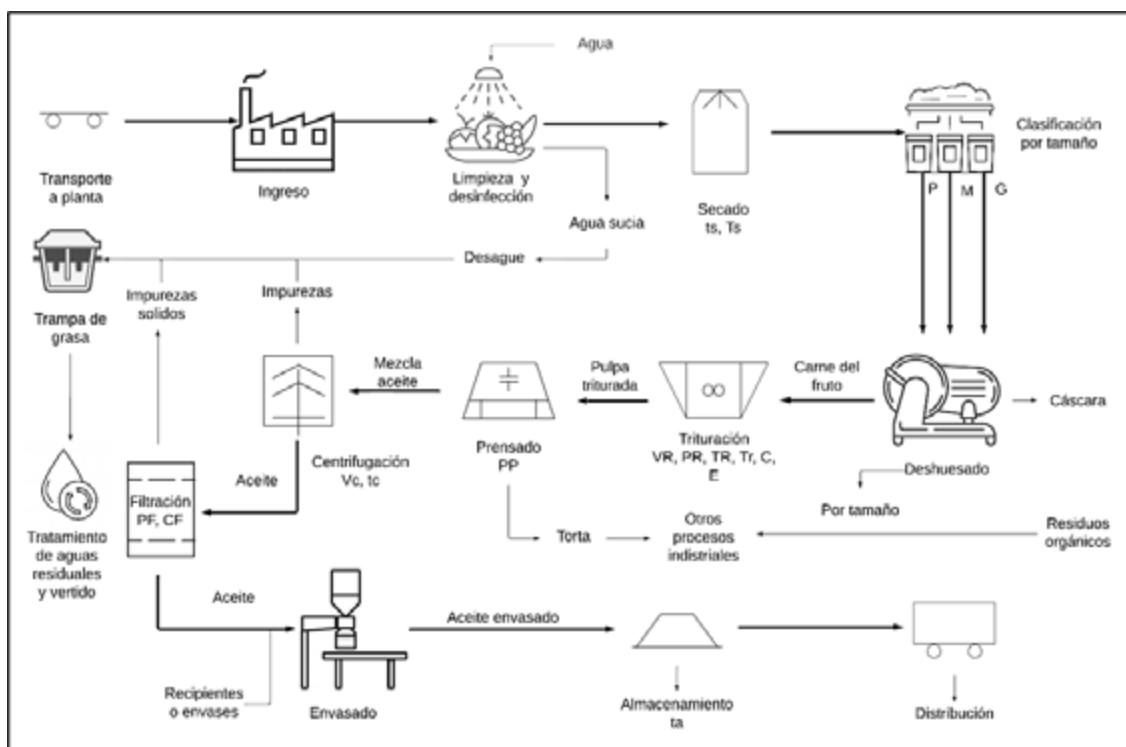 Agua
Transporte
a planta
Ingreso
Limpieza y
desinfección
Secado
ts, Ts
Clasificación
por tamaño
P
M
G
Agua sucia
Desague
Impurezas
solidos
Impurezas
Trampa de
grasa
Mezcla
aceite
Pulpa
triturada
Carne del
fruto
Cáscara
Prensado
PP
Trituración
VR, PR, TR, Tr, C,
E
Deshuesado
Centrifugación
Vc, tc
Aceite
Filtración
PF, CF
Por tamaño
Tratamiento
de aguas
residuales
y vertido
Torta
Otros
procesos
indistriales
Residuos
orgánicos
Aceite
Aceite envasado
Recipientes
o envases
Envasado
Almacenamiento
ta
Distribución